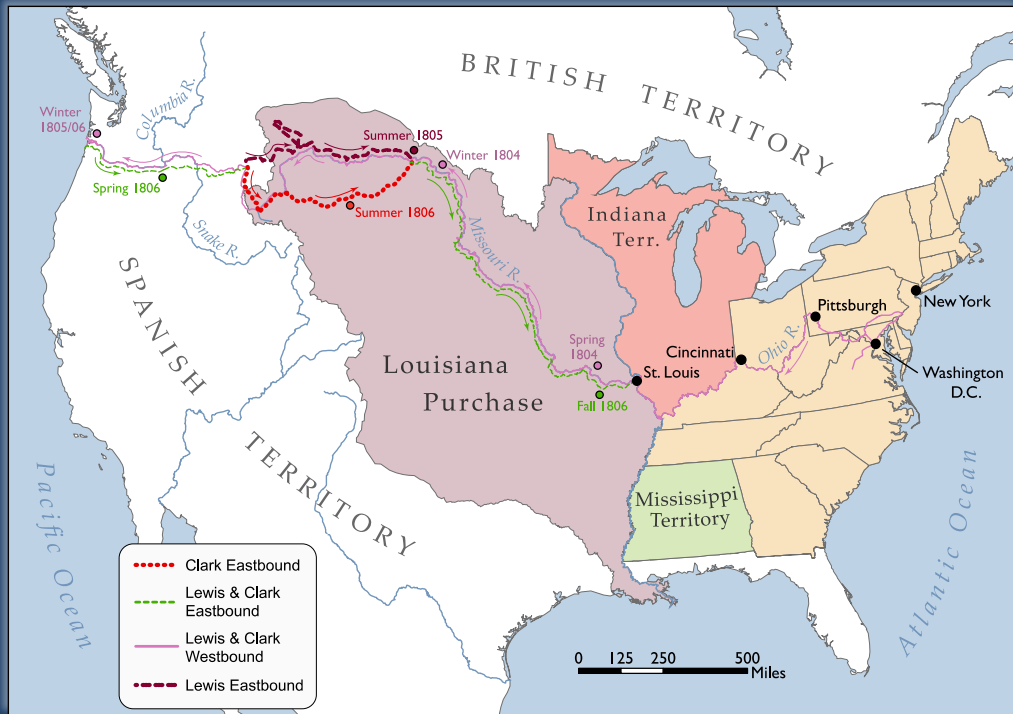 BRITISH TERRITORY
Winter
1805/06
Columbia R.
Summer 1805
Winter 1804
Spring 1806
Summer 1806
Snake R.
Missouri R.
Indiana
Terr.
SPANISH
TERRITORY
Louisiana
Purchase
Spring
1804
Fall 1806
St. Louis
Cincinnati
Ohio R.
Pittsburgh
New York
Washington
D.C.
Mississippi
Territory
Pacific Ocean
Atlantic Ocean
Clark Eastbound
Lewis & Clark
Eastbound
Lewis & Clark
Westbound
Lewis Eastbound
0 125 250 500
Miles